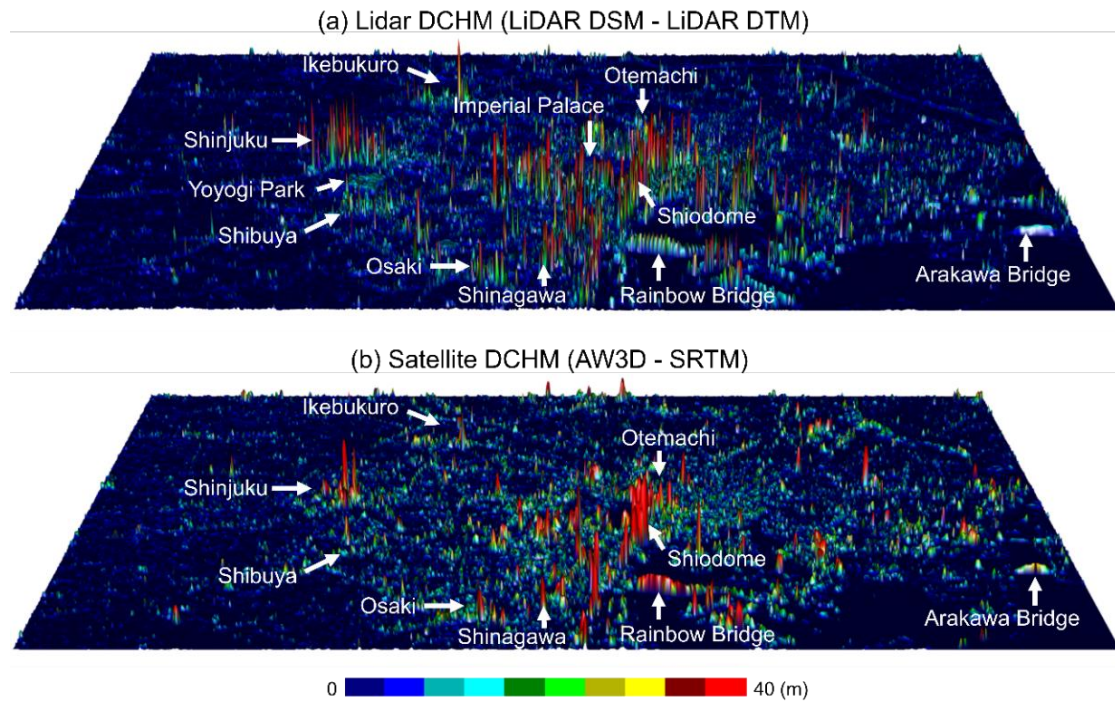 (a) Lidar DCHM (LiDAR DSM - LiDAR DTM)
Ikebukuro
Otemachi
Imperial Palace
Shinjuku
Yoyogi Park
Shiodome
Shibuya
Osaki
Shinagawa
Rainbow Bridge
Arakawa Bridge
(b) Satellite DCHM (AW3D - SRTM)
Ikebukuro
Otemachi
Shinjuku
Shiodome
Shibuya
Osaki
Shinagawa
Rainbow Bridge
Arakawa Bridge
0 40 (m)